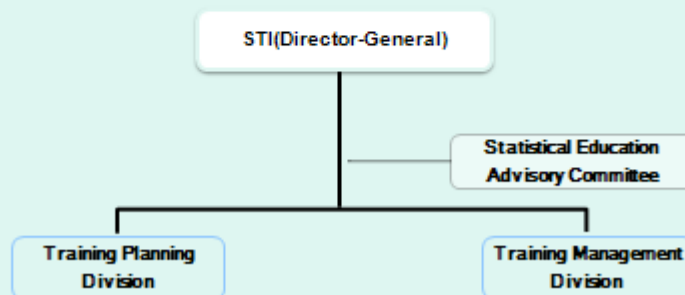 STI(Director-General)
Statistical Education
Advisory Committee
Training Planning
Division
Training Management
Division